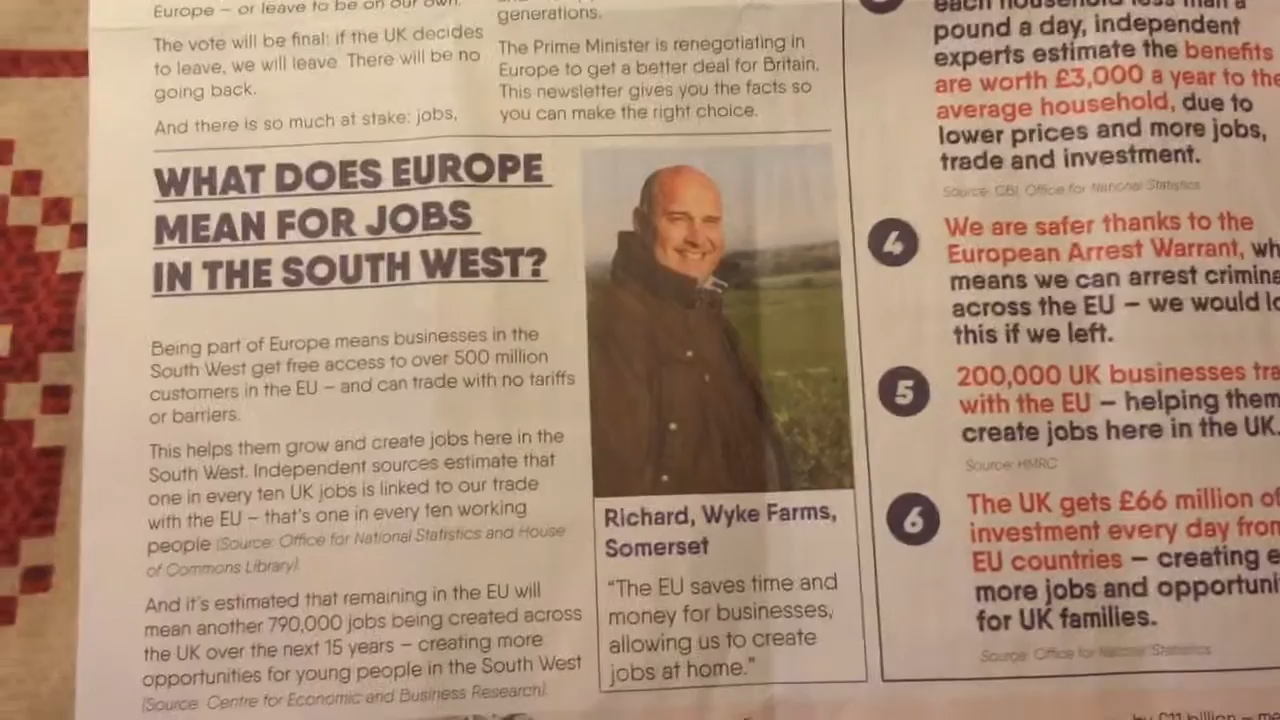 Europe – or leave to be on our own.
The vote will be final: if the UK decides
to leave, we will leave. There will be no
going back.
And there is so much at stake: jobs,
generations.
The Prime Minister is renegotiating in
Europe to get a better deal for Britain.
This newsletter gives you the facts so
you can make the right choice.
WHAT DOES EUROPE
MEAN FOR JOBS
IN THE SOUTH WEST?
Being part of Europe means businesses in the
South West get free access to over 500 million
customers in the EU – and can trade with no tariffs
or barriers.
This helps them grow and create jobs here in the
South West. Independent sources estimate that
one in every ten UK jobs is linked to our trade
with the EU – that's one in every ten working
people (Source: Office for National Statistics and House
of Commons Library).
And it's estimated that remaining in the EU will
mean another 790,000 jobs being created across
the UK over the next 15 years – creating more
opportunities for young people in the South West
(Source: Centre for Economic and Business Research).
Richard, Wyke Farms,
Somerset
"The EU saves time and
money for businesses,
allowing us to create
jobs at home."
each household less than a
pound a day, independent
experts estimate the benefits
are worth £3,000 a year to the
average household, due to
lower prices and more jobs,
trade and investment.
Source: CBI, Office for National Statistics
4
We are safer thanks to the
European Arrest Warrant, wh
means we can arrest crimina
across the EU – we would lo
this if we left.
5
200,000 UK businesses tra
with the EU – helping them
create jobs here in the UK.
Source: HMRC
6
The UK gets £66 million of
investment every day from
EU countries – creating e
more jobs and opportuni
for UK families.
Source: Office for National Statistics
by £11 billion –